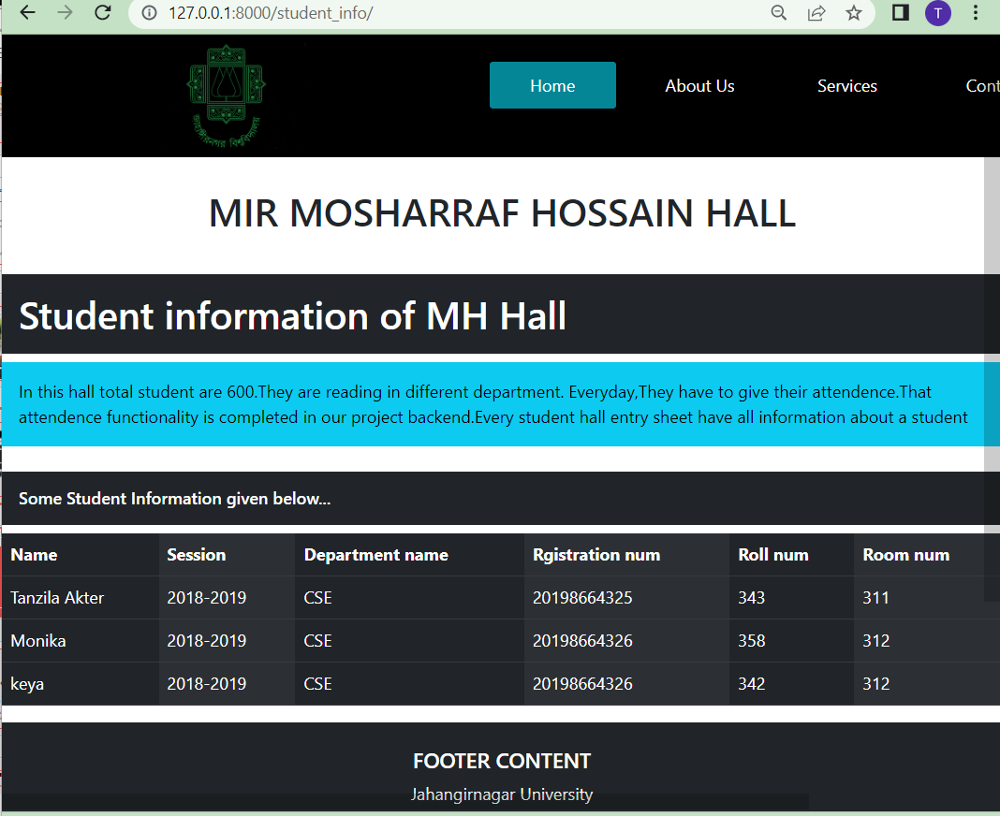 127.0.0.1:8000/student_info/
T
জাহাঙ্গীরনগর বিশ্ববিদ্যালয়
Home About Us Services Cont
MIR MOSHARRAF HOSSAIN HALL
Student information of MH Hall
In this hall total student are 600.They are reading in different department. Everyday,They have to give their attendence.That
attendence functionality is completed in our project backend.Every student hall entry sheet have all information about a student
Some Student Information given below...
Name Session Department name Rgistration num Roll num Room num
Tanzila Akter 2018-2019 CSE 20198664325 343 311
Monika 2018-2019 CSE 20198664326 358 312
keya 2018-2019 CSE 20198664326 342 312
FOOTER CONTENT
Jahangirnagar University